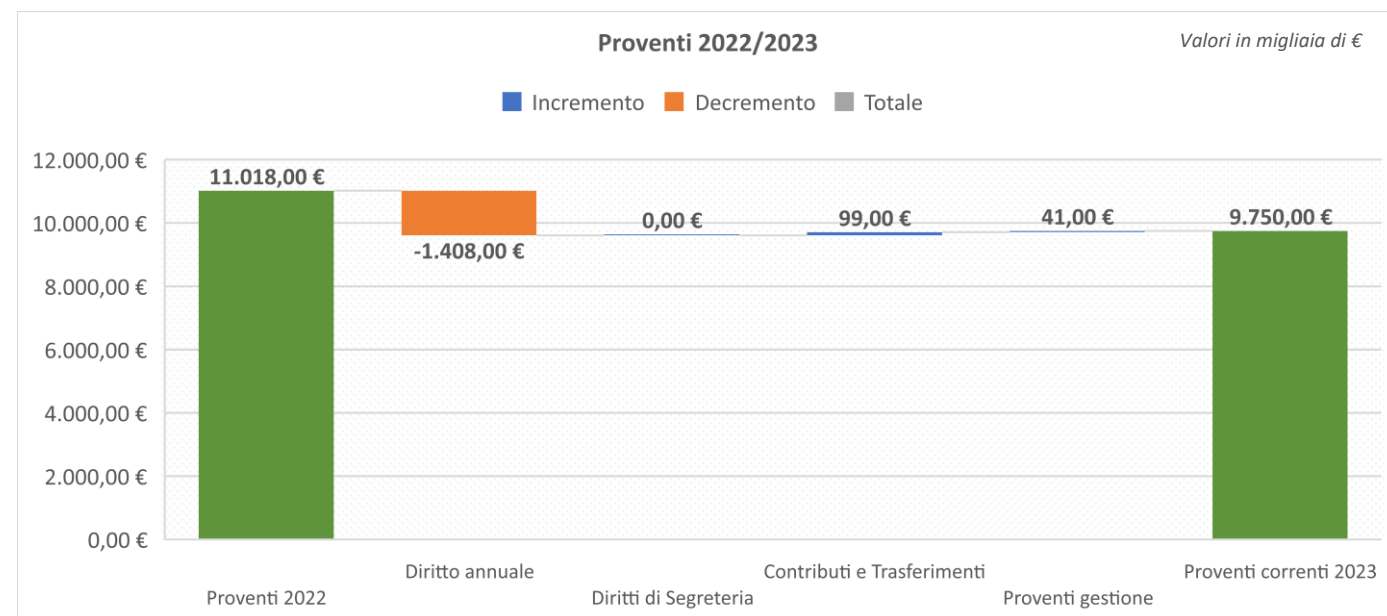 Proventi 2022/2023
Valori in migliaia di €
Incremento Decremento Totale
12.000,00 €
10.000,00 €
8.000,00 €
6.000,00 €
4.000,00 €
2.000,00 €
0,00 €
11.018,00 €
-1.408,00 €
0,00 €
99,00 €
41,00 €
9.750,00 €
Proventi 2022
Diritto annuale
Diritti di Segreteria
Contributi e Trasferimenti
Proventi gestione
Proventi correnti 2023